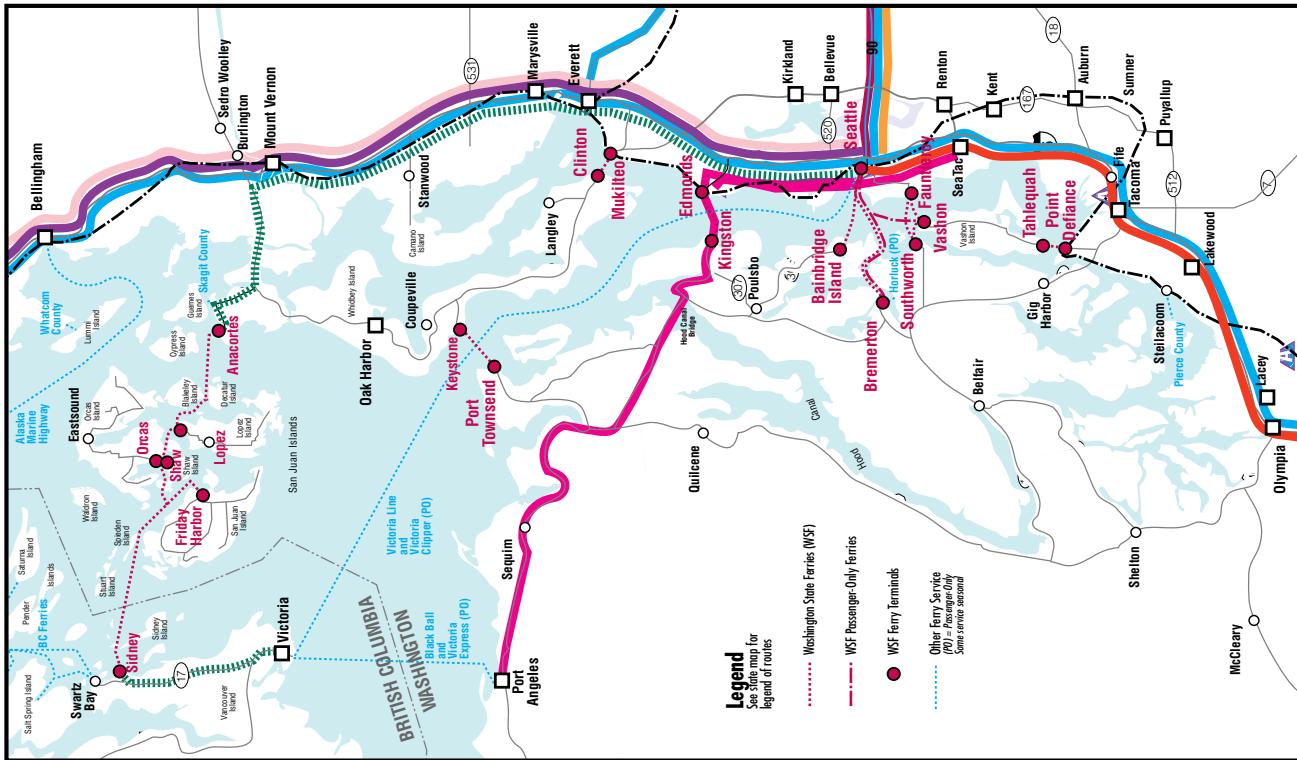 Salt Spring Island
Pender
Islands
Saturna
Island
BC Ferries
Swartz
Bay
Sidney
17
Vancouver
Island
Victoria
Sidney
Island
Stuart
Island
Spieden
Island
Waldron
Island
Friday
Harbor
San Juan
Island
San Juan Islands
Orcas
Shaw
Shaw
Island
Lopez
Lopez
Island
Eastsound
Orcas
Island
Blakeley
Island
Decatur
Island
Cypress
Island
Guemes
Island
Anacortes
Alaska
Marine
Highway
Whatcom
County
Lummi
Island
Skagit County
Bellingham
Sedro Woolley
Burlington
Mount Vernon
531
Marysville
Everett
Stanwood
Camano
Island
Clinton
Mukilteo
Langley
Whidbey Island
Oak Harbor
Coupeville
Keystone
Port
Townsend
Victoria Line
and
Victoria
Clipper (PO)
BRITISH COLUMBIA
WASHINGTON
Black Ball
and
Victoria
Express (PO)
Port
Angeles
Sequim
Quilcene
Hood
Canal
Hood Canal
Bridge
Kingston
Edmonds
307
Poulsbo
3
Bainbridge
Island
Bremerton
Horluck (PO)
Southworth
Vashon
Fauntleroy
Vashon
Island
Seattle
Kirkland
Bellevue
520
90
Renton
Kent
167
SeaTac
18
Auburn
Sumner
Puyallup
512
7
Fife
Tacoma
Tahlequah
Point
Defiance
Gig
Harbor
Steilacoom
Pierce County
Lakewood
Lacey
Olympia
Belfair
Shelton
McCleary
Legend
See state map for
legend of routes
Washington State Ferries (WSF)
WSF Passenger-Only Ferries
WSF Ferry Terminals
Other Ferry Service
(PO) = Passenger-Only
Some service seasonal